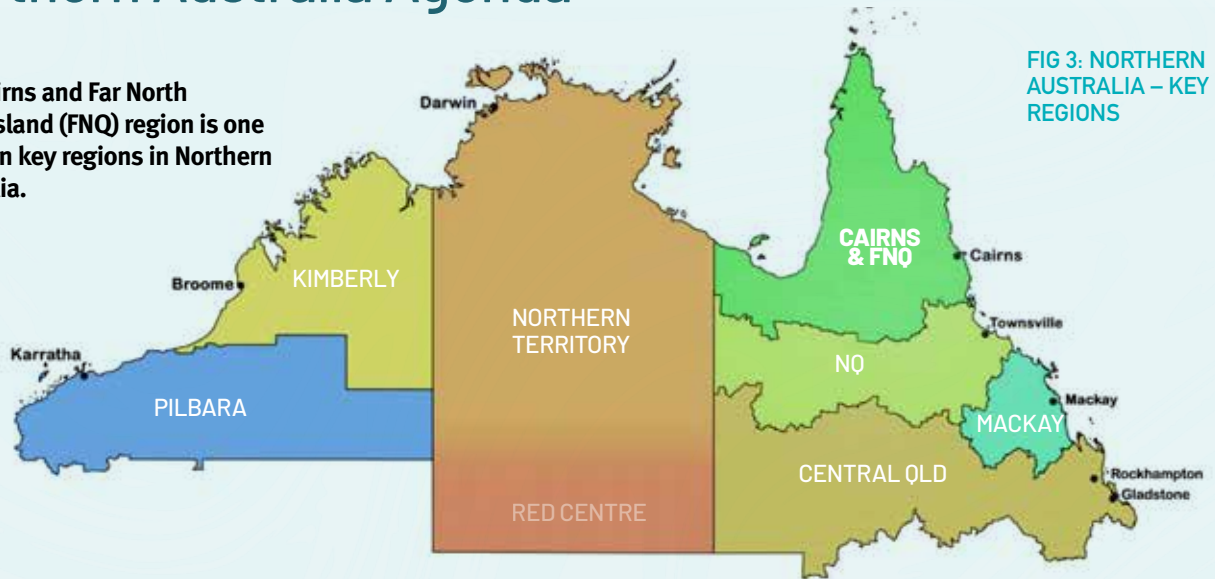 thern Australia Agenda
irns and Far North
sland (FNQ) region is one
n key regions in Northern
ia.
FIG 3: NORTHERN
AUSTRALIA – KEY
REGIONS
Darwin
CAIRNS
& FNQ
Cairns
KIMBERLY
Broome
NORTHERN
TERRITORY
Townsville
Karratha
NQ
PILBARA
Mackay
MACKAY
CENTRAL QLD
Rockhampton
Gladstone
RED CENTRE